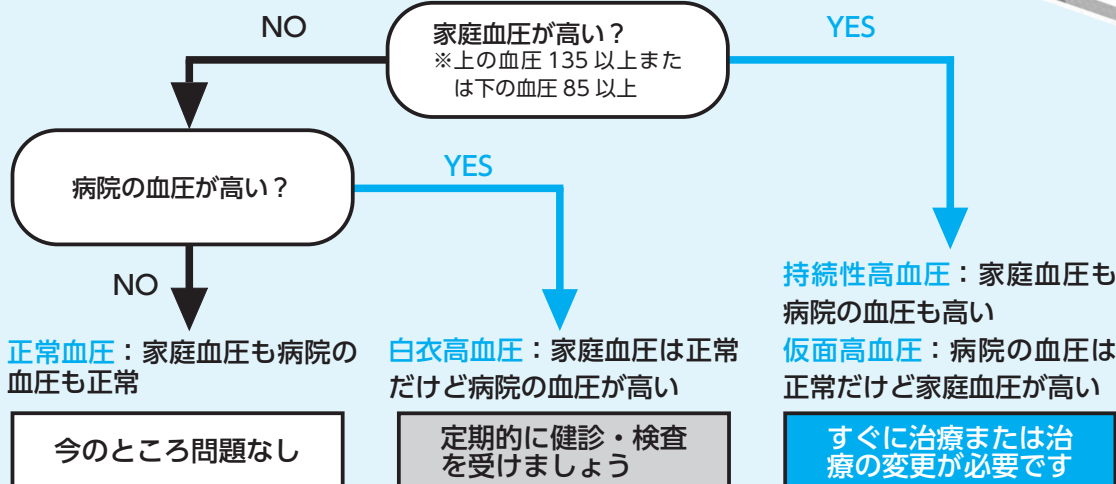 NO
家庭血圧が高い？
YES
※上の血圧 135 以上また
は下の血圧 85 以上
病院の血圧が高い？
YES
NO
正常血圧：家庭血圧も病院の
血圧も正常
今のところ問題なし
白衣高血圧：家庭血圧は正常
だけど病院の血圧が高い
定期的に健診・検査
を受けましょう
持続性高血圧：家庭血圧も
病院の血圧も高い
仮面高血圧：病院の血圧は
正常だけど家庭血圧が高い
すぐに治療または治
療の変更が必要です